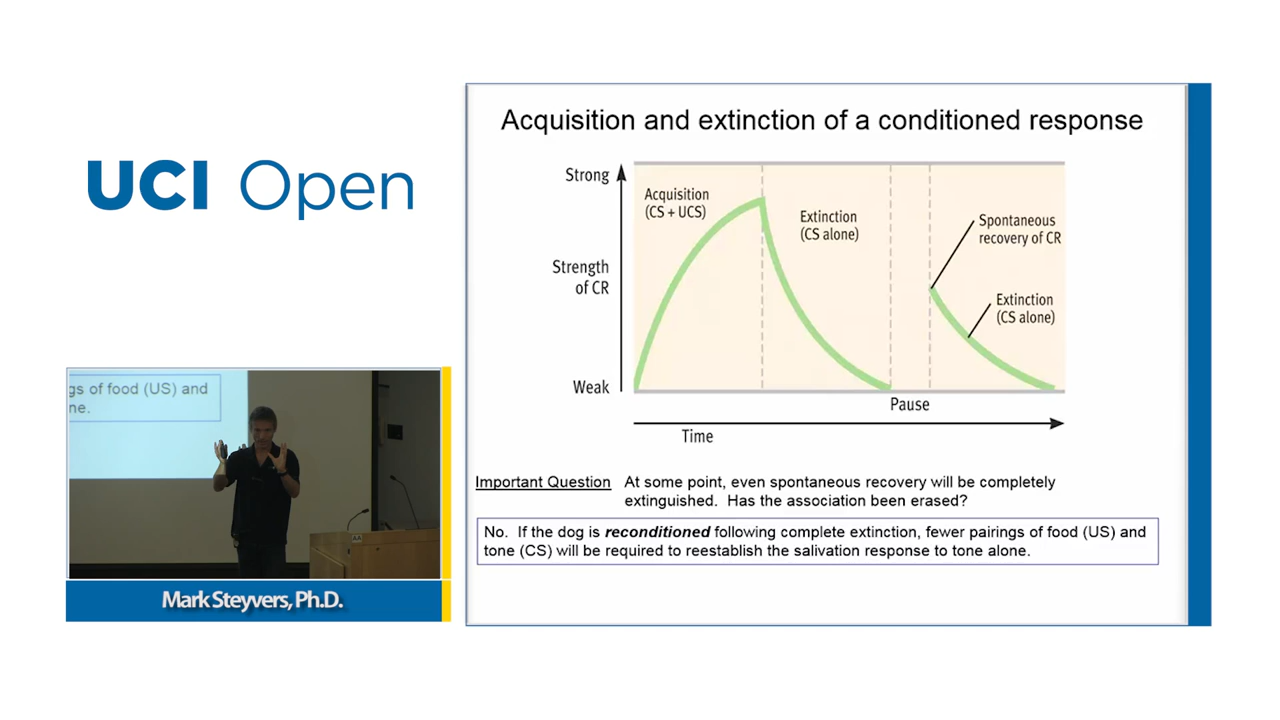 UCI Open
Acquisition and extinction of a conditioned response
Strong
Strength
of CR
Weak
Acquisition
(CS + UCS)
Extinction
(CS alone)
Spontaneous
recovery of CR
Extinction
(CS alone)
Pause
Time
Important Question At some point, even spontaneous recovery will be completely
extinguished. Has the association been erased?
No. If the dog is reconditioned following complete extinction, fewer pairings of food (US) and
tone (CS) will be required to reestablish the salivation response to tone alone.
gs of food (US) and
ne.
Mark Steyvers, Ph.D.